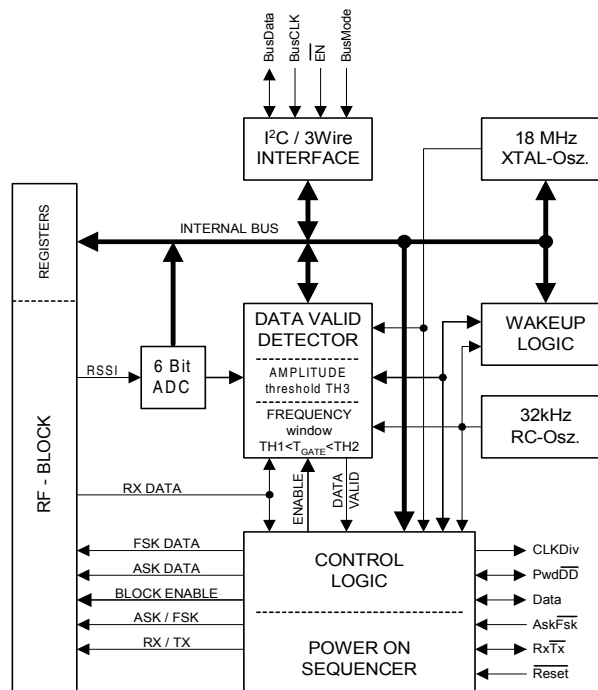 BusData
BusCLK
EN
BusMode
I²C / 3Wire
INTERFACE
18 MHz
XTAL-Osz.
REGISTERS
INTERNAL BUS
DATA VALID
DETECTOR
AMPLITUDE
threshold TH3
FREQUENCY
window
TH1<T_GATE<TH2
WAKEUP
LOGIC
RSSI
6 Bit
ADC
32kHz
RC-Osz.
RF - BLOCK
RX DATA
ENABLE
DATA
VALID
FSK DATA
ASK DATA
BLOCK ENABLE
ASK / FSK
RX / TX
CONTROL
LOGIC
POWER ON
SEQUENCER
CLKDiv
PwdDD
Data
AskFsk
RxTx
Reset